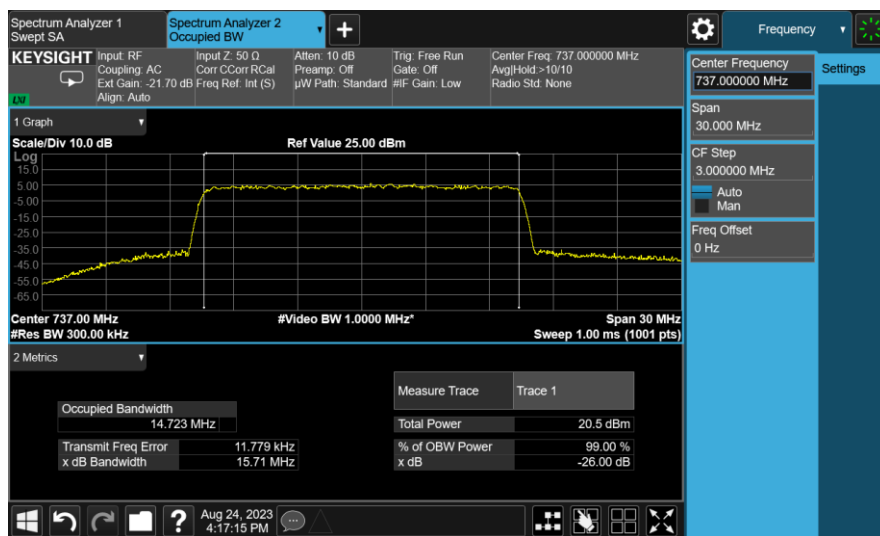 Spectrum Analyzer 1
Swept SA
Spectrum Analyzer 2
Occupied BW
Frequency
KEYSIGHT
Input: RF
Coupling: AC
Ext Gain: -21.70 dB
Align: Auto
Input Z: 50 Ω
Corr CCorr RCal
Freq Ref: Int (S)
Atten: 10 dB
Preamp: Off
µW Path: Standard
Trig: Free Run
Gate: Off
#IF Gain: Low
Center Freq: 737.000000 MHz
Avg|Hold:>10/10
Radio Std: None
LXI
1 Graph
Scale/Div 10.0 dB
Ref Value 25.00 dBm
Log
15.0
5.00
-5.00
-15.0
-25.0
-35.0
-45.0
-55.0
-65.0
Center 737.00 MHz
#Video BW 1.0000 MHz*
Span 30 MHz
#Res BW 300.00 kHz
Sweep 1.00 ms (1001 pts)
2 Metrics
Measure Trace
Trace 1
Occupied Bandwidth
14.723 MHz
Total Power
20.5 dBm
Transmit Freq Error
11.779 kHz
% of OBW Power
99.00 %
x dB Bandwidth
15.71 MHz
x dB
-26.00 dB
Center Frequency
737.000000 MHz
Settings
Span
30.000 MHz
CF Step
3.000000 MHz
Auto
Man
Freq Offset
0 Hz
?
Aug 24, 2023
4:17:15 PM